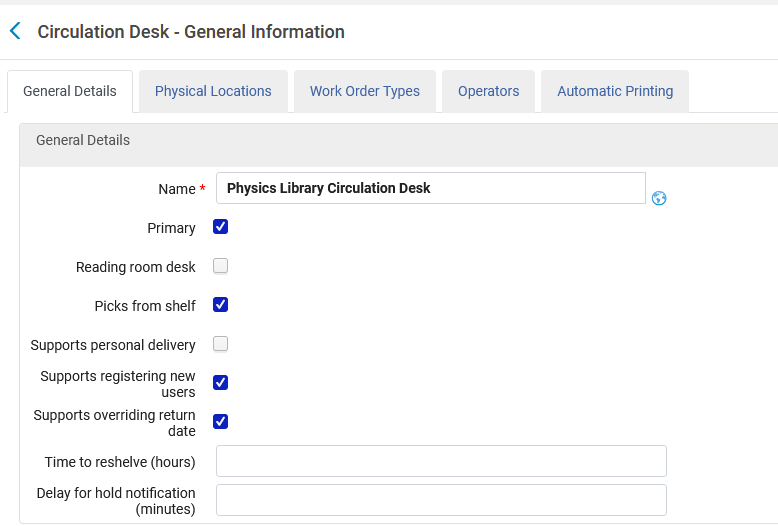 Circulation Desk - General Information
General Details
Physical Locations
Work Order Types
Operators
Automatic Printing
General Details
Name *
Physics Library Circulation Desk
Primary
Reading room desk
Picks from shelf
Supports personal delivery
Supports registering new
users
Supports overriding return
date
Time to reshelve (hours)
Delay for hold notification
(minutes)